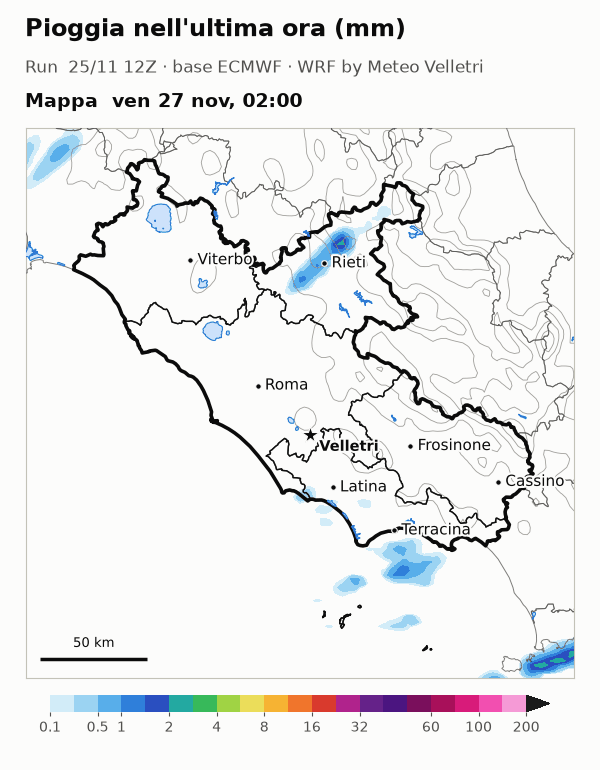 Pioggia nell'ultima ora (mm)
Run  25/11 12Z · base ECMWF · WRF by Meteo Velletri
Mappa  ven 27 nov, 02:00
Viterbo
Rieti
Roma
Velletri
Frosinone
Latina
Cassino
Terracina
50 km
0.1 0.5 1 2 4 8 16 32 60 100 200